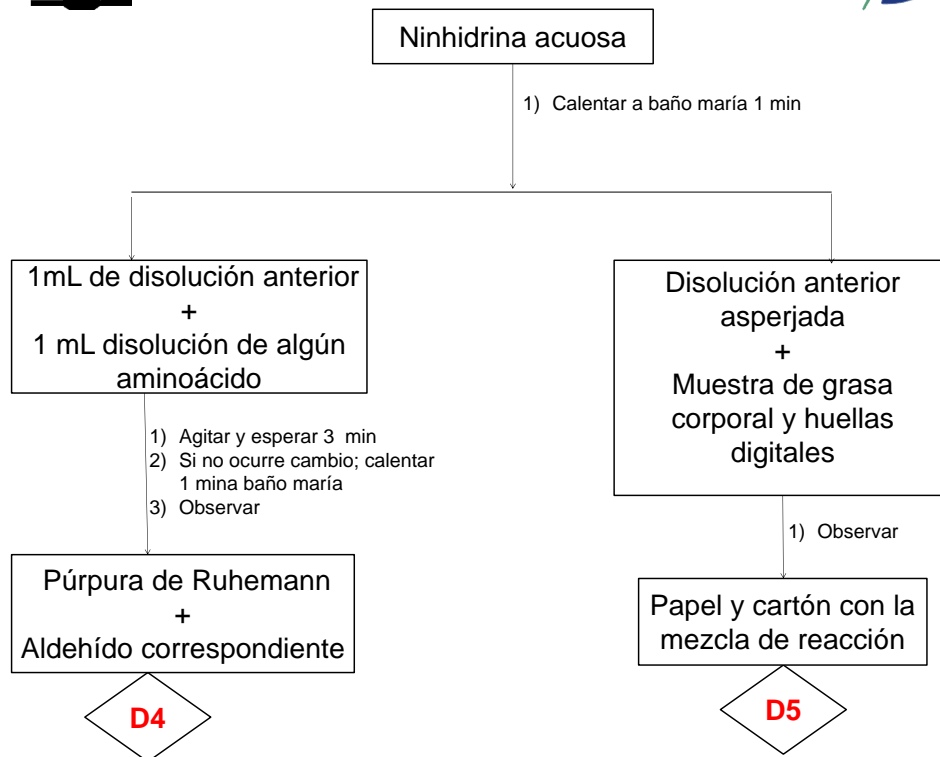 Ninhidrina acuosa
1) Calentar a baño maría 1 min
1mL de disolución anterior
+
1 mL disolución de algún
aminoácido
1) Agitar y esperar 3 min
2) Si no ocurre cambio; calentar
1 mina baño maría
3) Observar
Púrpura de Ruhemann
+
Aldehído correspondiente
D4
Disolución anterior
asperjada
+
Muestra de grasa
corporal y huellas
digitales
1) Observar
Papel y cartón con la
mezcla de reacción
D5